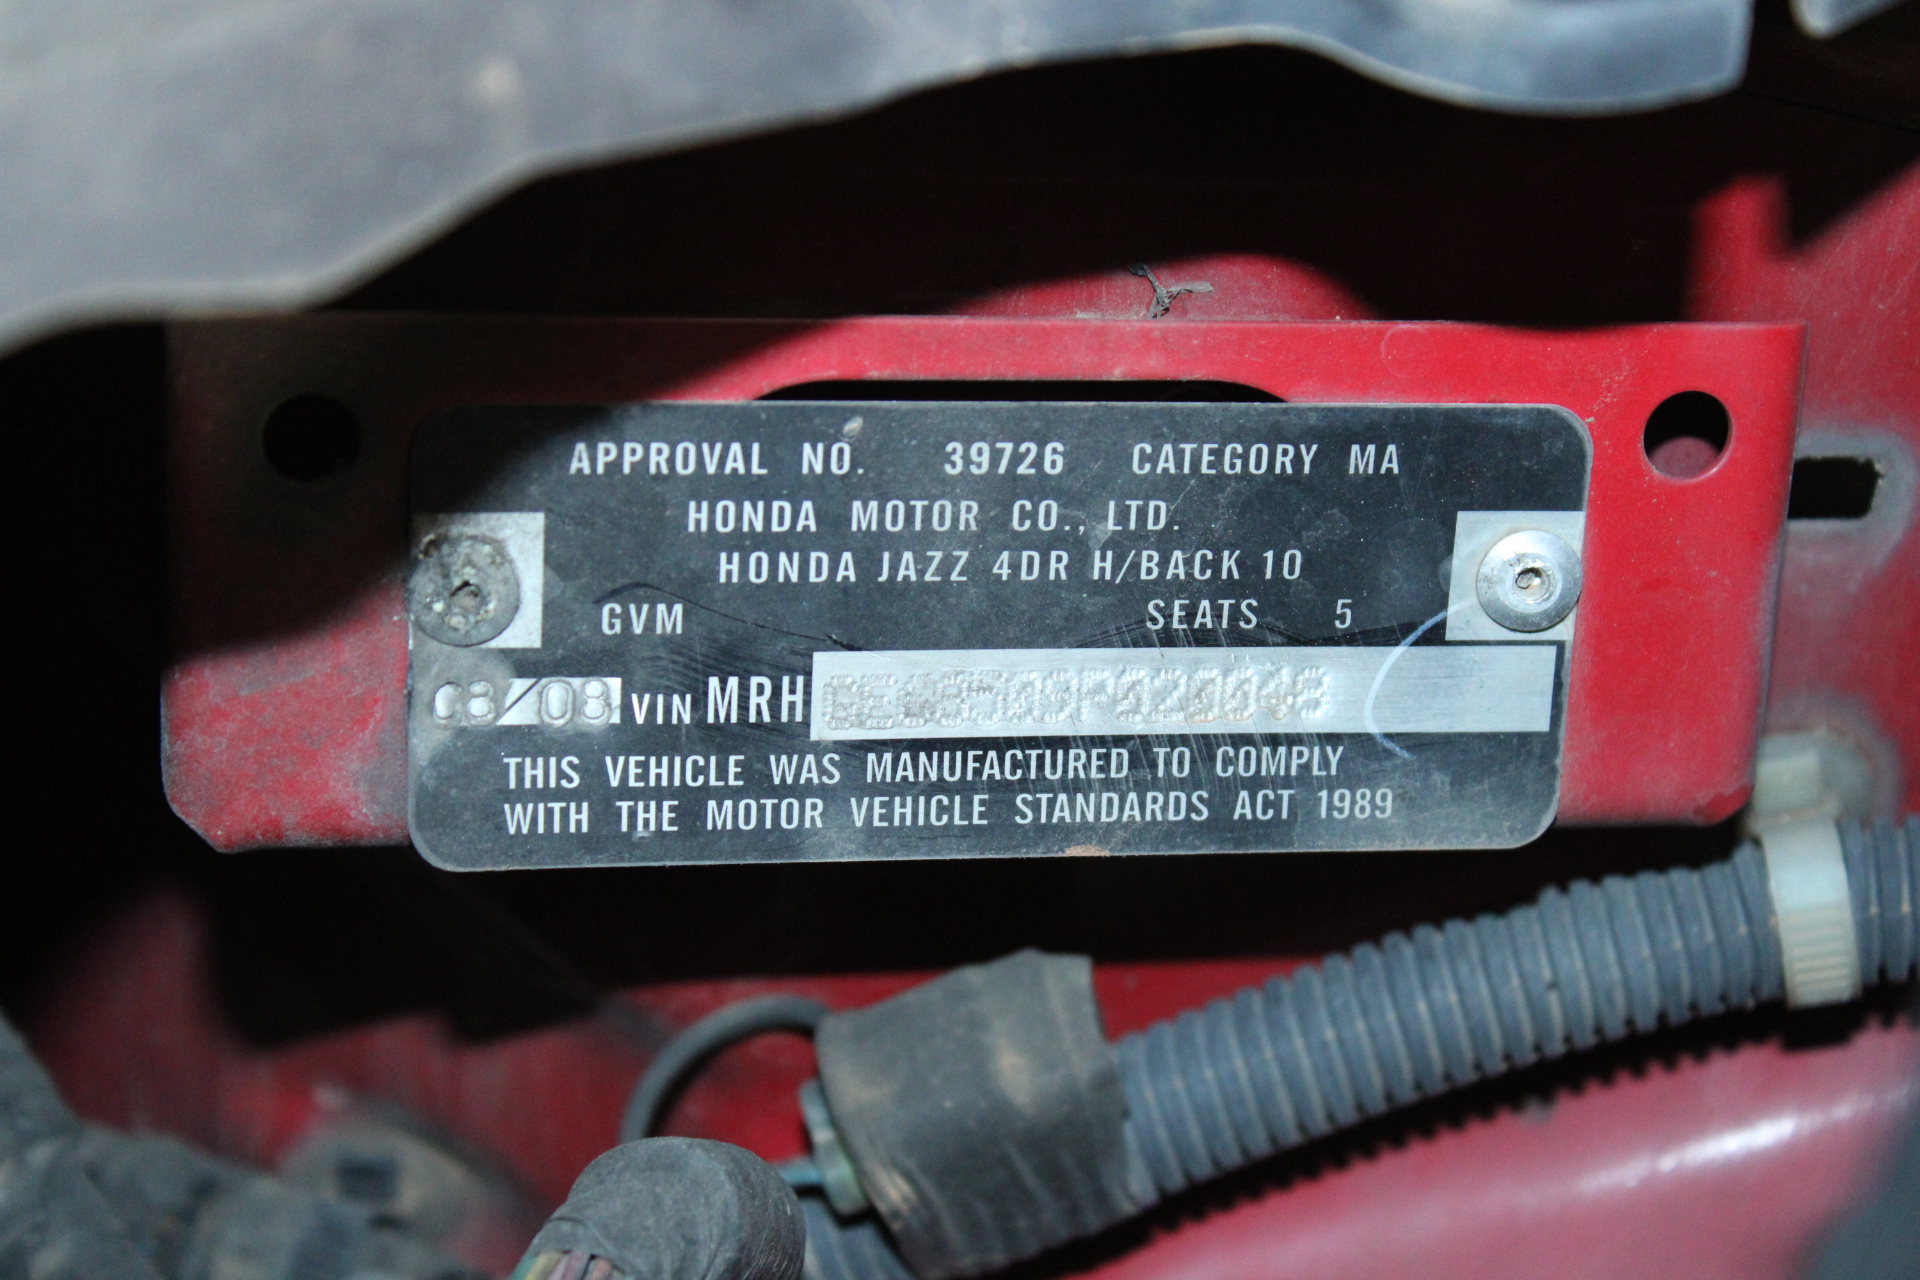 APPROVAL NO. 39726 CATEGORY MA
HONDA MOTOR CO., LTD.
HONDA JAZZ 4DR H/BACK 10
GVM SEATS 5
08/08 VIN MRH
THIS VEHICLE WAS MANUFACTURED TO COMPLY
WITH THE MOTOR VEHICLE STANDARDS ACT 1989